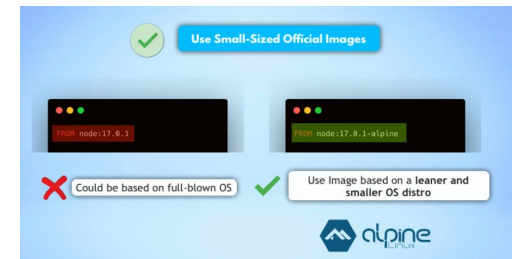 Use Small-Sized Official Images
FROM node:17.0.1
FROM node:17.0.1-alpine
Could be based on full-blown OS
Use Image based on a leaner and
smaller OS distro
alpine
LINUX